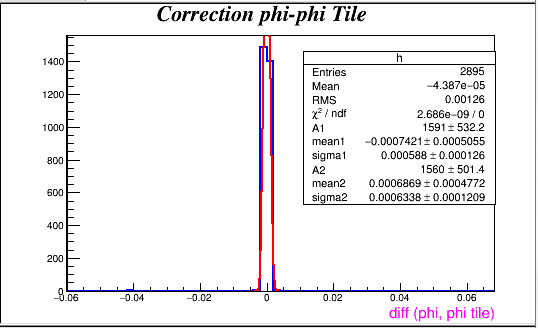 Correction phi-phi Tile
h
Entries 2895
Mean −4.387e−05
RMS 0.00126
χ² / ndf 2.686e−09 / 0
A1 1591 ± 532.2
mean1 −0.0007421 ± 0.0005055
sigma1 0.000588 ± 0.000126
A2 1560 ± 501.4
mean2 0.0006869 ± 0.0004772
sigma2 0.0006338 ± 0.0001209
1400
1200
1000
800
600
400
200
0
−0.06 −0.04 −0.02 0 0.02 0.04 0.06
diff (phi, phi tile)